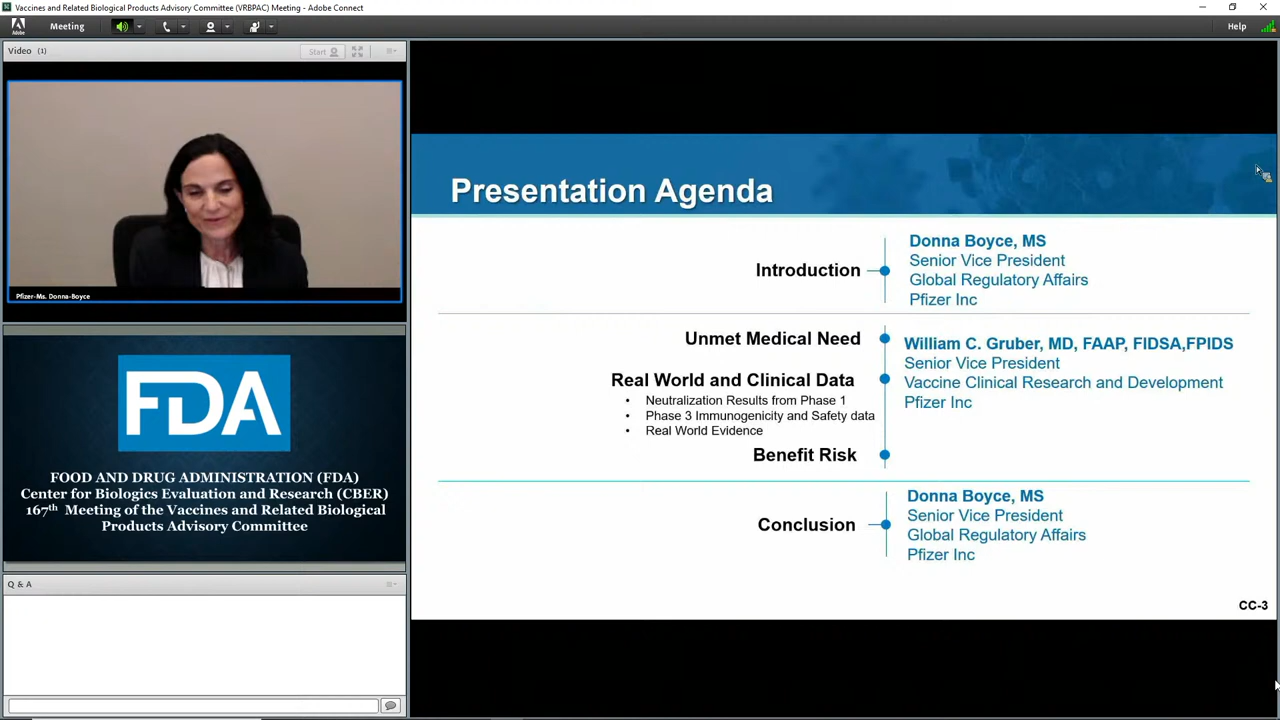 Vaccines and Related Biological Products Advisory Committee (VRBPAC) Meeting - Adobe Connect
Adobe
Meeting
Help
Video (1)
Start
Pfizer-Ms. Donna-Boyce
FDA
FOOD AND DRUG ADMINISTRATION (FDA)
Center for Biologics Evaluation and Research (CBER)
167th Meeting of the Vaccines and Related Biological
Products Advisory Committee
Q & A
Presentation Agenda
Introduction
Donna Boyce, MS
Senior Vice President
Global Regulatory Affairs
Pfizer Inc
Unmet Medical Need
Real World and Clinical Data
• Neutralization Results from Phase 1
• Phase 3 Immunogenicity and Safety data
• Real World Evidence
Benefit Risk
William C. Gruber, MD, FAAP, FIDSA,FPIDS
Senior Vice President
Vaccine Clinical Research and Development
Pfizer Inc
Conclusion
Donna Boyce, MS
Senior Vice President
Global Regulatory Affairs
Pfizer Inc
CC-3